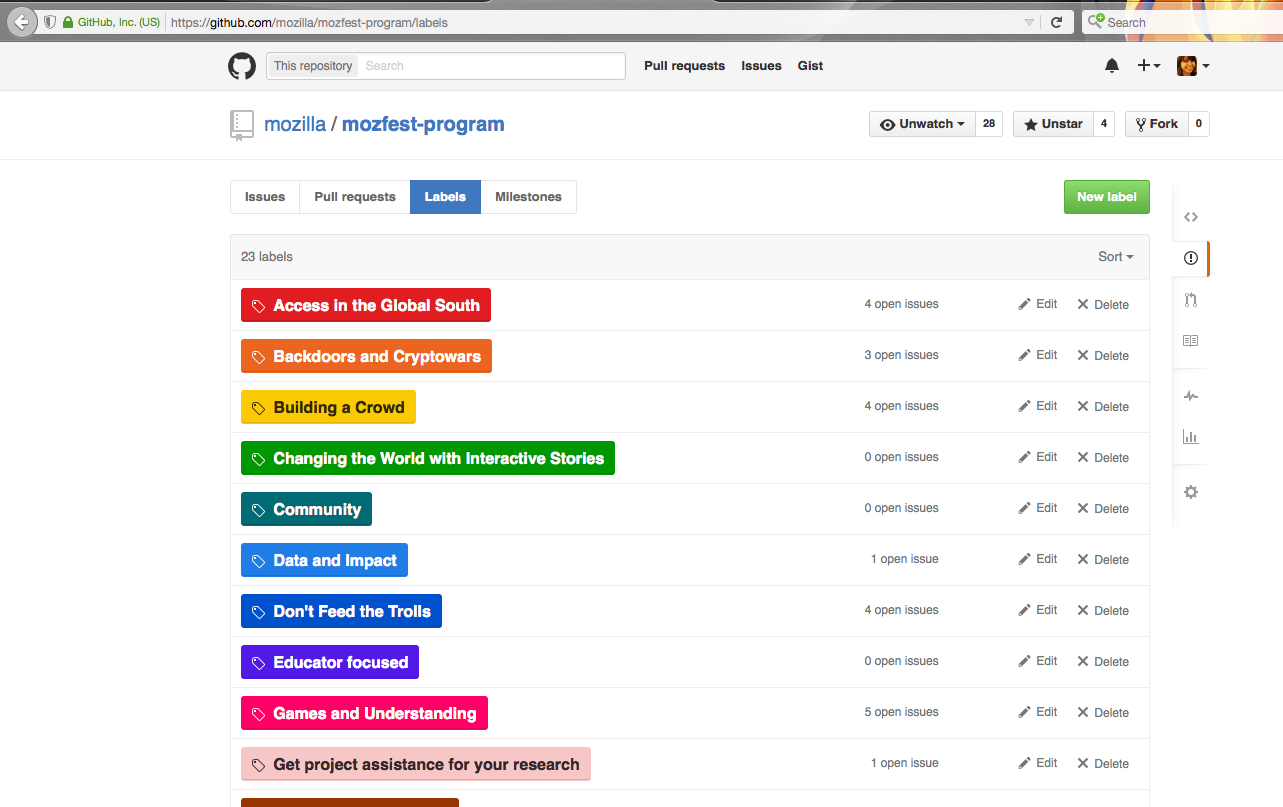 GitHub, Inc. (US) https://github.com/mozilla/mozfest-program/labels Search
This repository Search Pull requests Issues Gist
mozilla / mozfest-program Unwatch 28 Unstar 4 Fork 0
Issues Pull requests Labels Milestones New label
23 labels Sort
Access in the Global South 4 open issues Edit Delete
Backdoors and Cryptowars 3 open issues Edit Delete
Building a Crowd 4 open issues Edit Delete
Changing the World with Interactive Stories 0 open issues Edit Delete
Community 0 open issues Edit Delete
Data and Impact 1 open issue Edit Delete
Don't Feed the Trolls 4 open issues Edit Delete
Educator focused 0 open issues Edit Delete
Games and Understanding 5 open issues Edit Delete
Get project assistance for your research 1 open issue Edit Delete